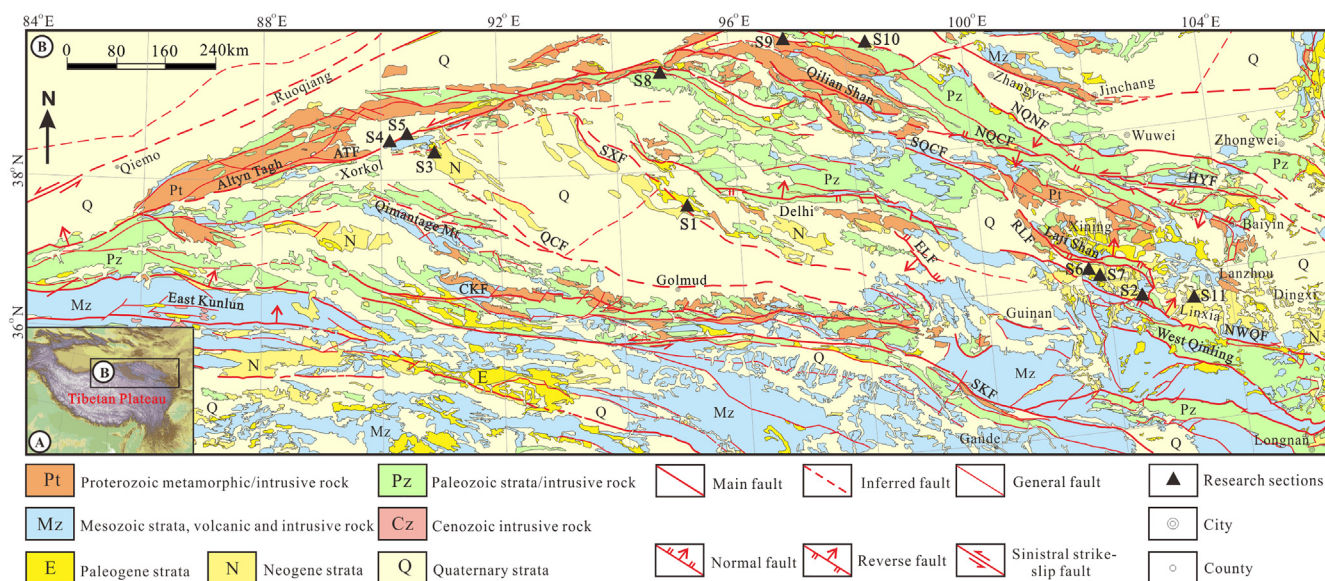 84°E 88°E 92°E 96°E 100°E 104°E
B
0 80 160 240km
N
Ruoqiang
Qiemo
Q
S9
S10
Mz
Zhangye
Jinchang
Q
S8
Qilian Shan
Pz
NQNF
NQCF
Wuwei
Zhongwei
S5
S4
ATF
S3
N
SXF
SQCF
HYF
Pz
38°N
Altyn Tagh
Xorkol
Pt
Q
Q
Pz
Pt
S1
Delhi
Q
Xining
Baiyin
Qimantage Mt
QCF
N
N
ELF
RLF
Laji Shan
Pz
S6
S7
Lanzhou
Q
Golmud
S2
S11
Dingxi
CKF
Linxia
Mz
East Kunlun
Guinan
NWQF
N
36°N
West Qinling
B
N
E
Q
SKF
Mz
Tibetan Plateau
Q
Q
Mz
Pz
A
Mz
Gande
Q
Longnan
Pt Proterozoic metamorphic/intrusive rock
Pz Paleozoic strata/intrusive rock
Main fault
Inferred fault
General fault
Research sections
Mz Mesozoic strata, volcanic and intrusive rock
Cz Cenozoic intrusive rock
City
E Paleogene strata
N Neogene strata
Q Quaternary strata
Normal fault
Reverse fault
Sinistral strike-
slip fault
County